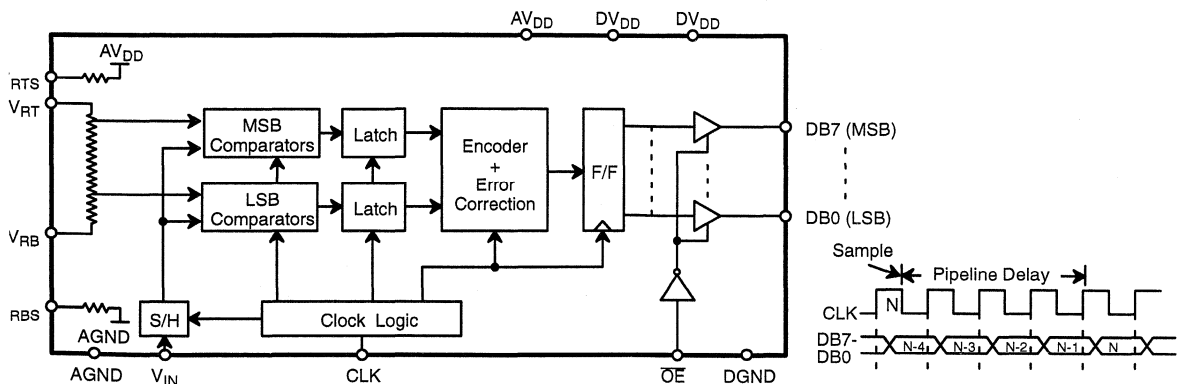 AVDD DVDD DVDD
AVDD
RTS
VRT
MSB
Comparators
Latch
Encoder
+
Error
Correction
F/F
DB7 (MSB)
LSB
Comparators
Latch
DB0 (LSB)
VRB
RBS
AGND
S/H
Clock Logic
AGND VIN CLK OE DGND
Sample
Pipeline Delay
CLK
N
DB7-
DB0
N-4 N-3 N-2 N-1 N